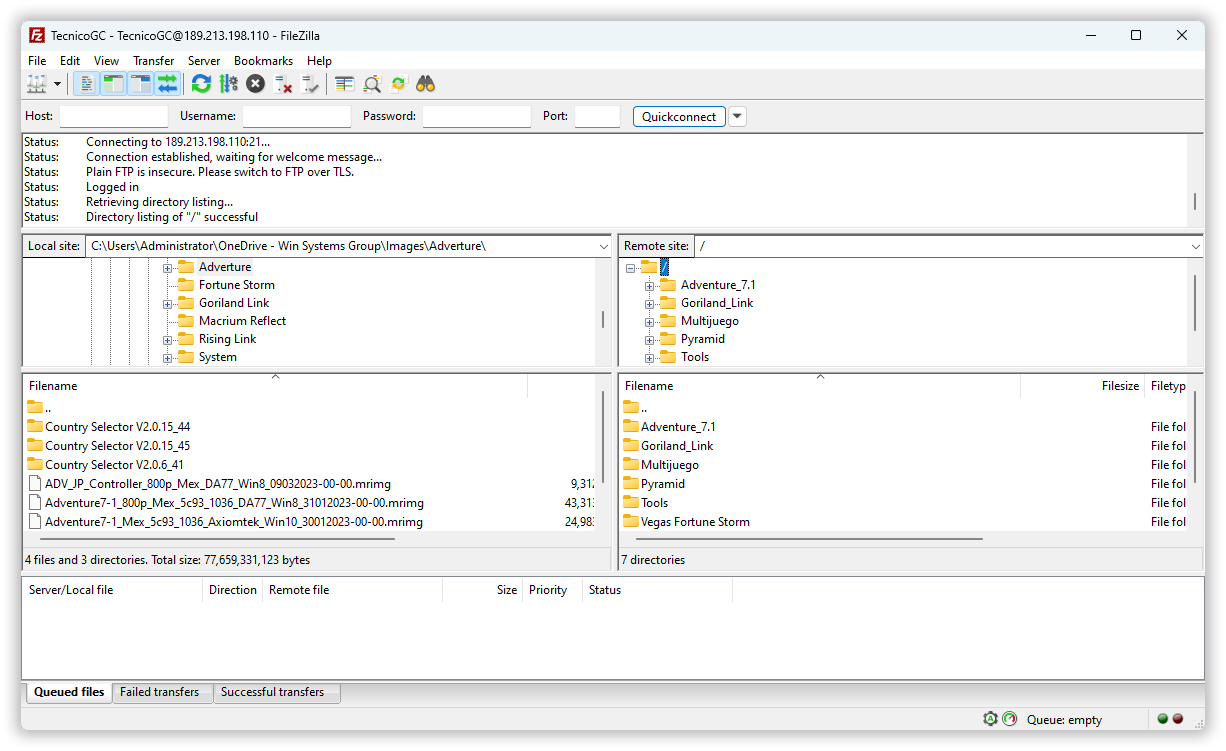 TecnicoGC - TecnicoGC@189.213.198.110 - FileZilla
File Edit View Transfer Server Bookmarks Help
Host: Username: Password: Port: Quickconnect
Status: Connecting to 189.213.198.110:21...
Status: Connection established, waiting for welcome message...
Status: Plain FTP is insecure. Please switch to FTP over TLS.
Status: Logged in
Status: Retrieving directory listing...
Status: Directory listing of "/" successful
Local site: C:\Users\Administrator\OneDrive - Win Systems Group\Images\Adverture\
Adverture
Fortune Storm
Goriland Link
Macrium Reflect
Rising Link
System
Remote site: /
/
Adventure_7.1
Goriland_Link
Multijuego
Pyramid
Tools
Filename
..
Country Selector V2.0.15_44
Country Selector V2.0.15_45
Country Selector V2.0.6_41
ADV_JP_Controller_800p_Mex_DA77_Win8_09032023-00-00.mrimg 9,312
Adventure7-1_800p_Mex_5c93_1036_DA77_Win8_31012023-00-00.mrimg 43,313
Adventure7-1_Mex_5c93_1036_Axiomtek_Win10_30012023-00-00.mrimg 24,983
4 files and 3 directories. Total size: 77,659,331,123 bytes
Filename Filesize Filetyp
..
Adventure_7.1 File fol
Goriland_Link File fol
Multijuego File fol
Pyramid File fol
Tools File fol
Vegas Fortune Storm File fol
7 directories
Server/Local file Direction Remote file Size Priority Status
Queued files Failed transfers Successful transfers
Queue: empty